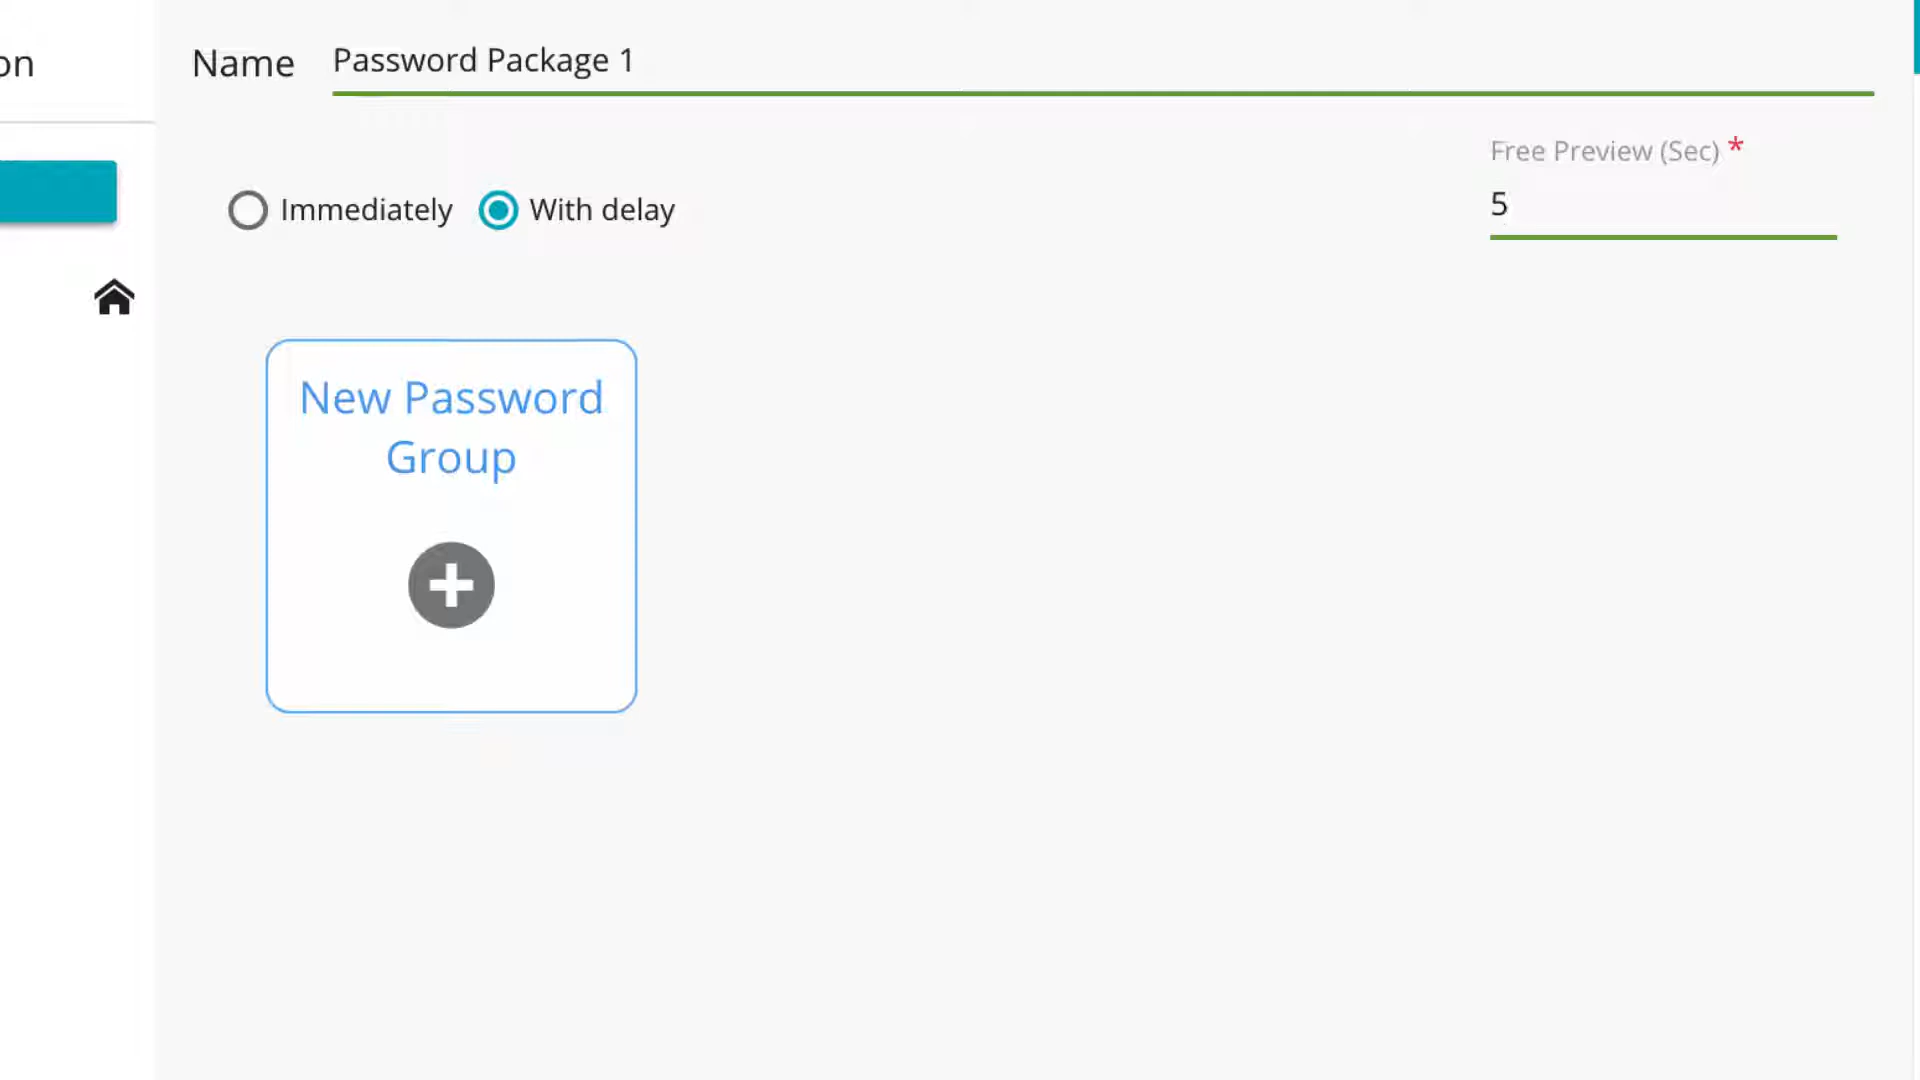 on
Name Password Package 1
Free Preview (Sec) *
Immediately With delay
5
New Password
Group